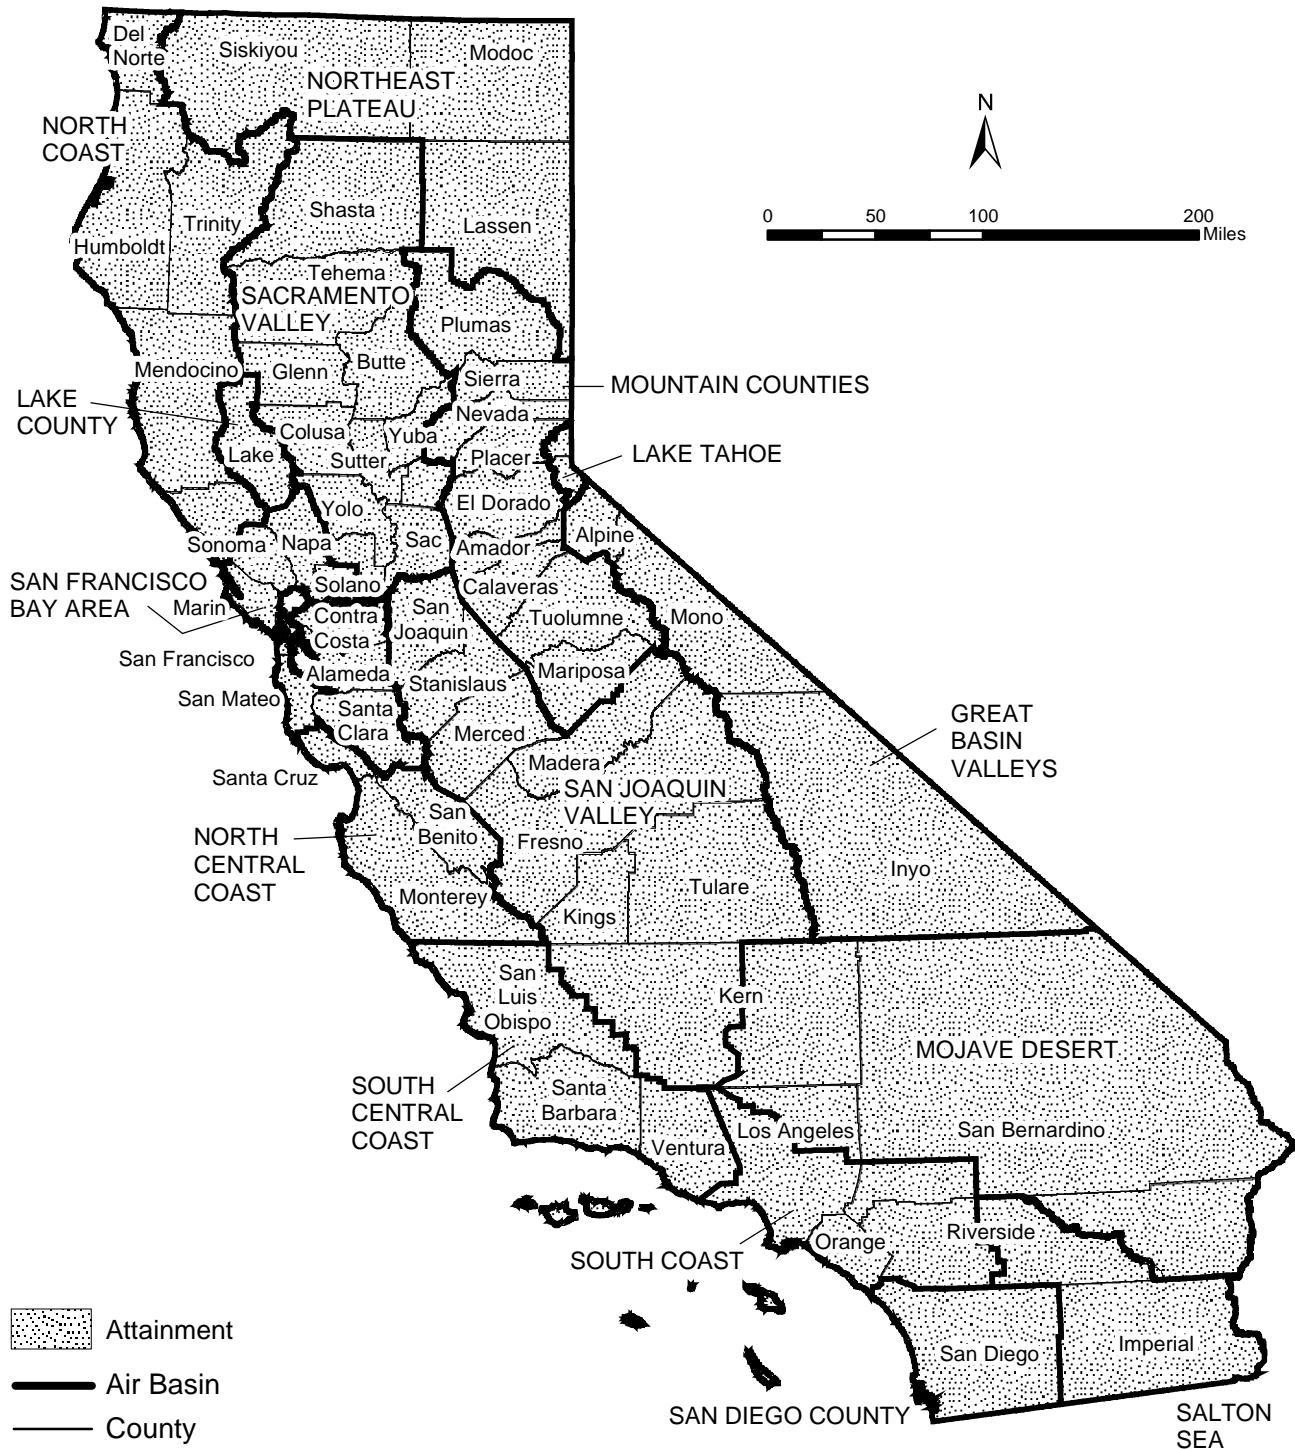 Del
Norte
Siskiyou
Modoc
NORTHEAST
PLATEAU
N
NORTH
COAST
Shasta
Trinity
Lassen
Humboldt
0 50 100 200
Miles
Tehema
SACRAMENTO
VALLEY
Plumas
Butte
Mendocino
Glenn
Sierra
MOUNTAIN COUNTIES
LAKE
COUNTY
Nevada
Colusa
Yuba
Lake
Sutter
Placer
LAKE TAHOE
El Dorado
Yolo
Sonoma
Napa
Sac
Amador
Alpine
SAN FRANCISCO
BAY AREA
Solano
Calaveras
Marin
Contra
Costa
San
Joaquin
Tuolumne
Mono
San Francisco
Alameda
Stanislaus
Mariposa
San Mateo
Santa
Clara
Merced
GREAT
BASIN
VALLEYS
Madera
Santa Cruz
SAN JOAQUIN
VALLEY
San
Benito
NORTH
CENTRAL
COAST
Fresno
Inyo
Monterey
Tulare
Kings
San
Luis
Obispo
Kern
MOJAVE DESERT
SOUTH
CENTRAL
COAST
Santa
Barbara
Los Angeles
San Bernardino
Ventura
Orange
Riverside
SOUTH COAST
Attainment
San Diego
Imperial
Air Basin
SAN DIEGO COUNTY
SALTON
SEA
County